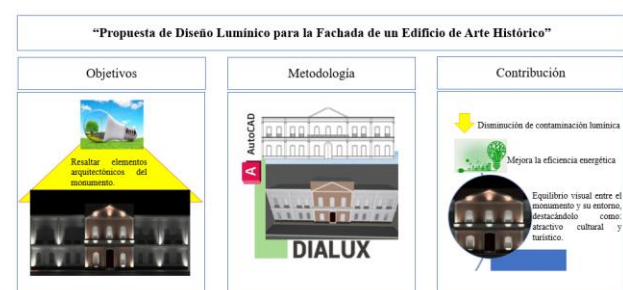 “Propuesta de Diseño Lumínico para la Fachada de un Edificio de Arte Histórico”
Objetivos
Resaltar elementos
arquitectónicos del
monumento.
Metodología
AutoCAD
A
DIALUX
Contribución
Disminución de contaminación lumínica
Mejora la eficiencia energética
Equilibrio visual entre el
monumento y su entorno,
destacándolo como:
atractivo cultural y
turístico.